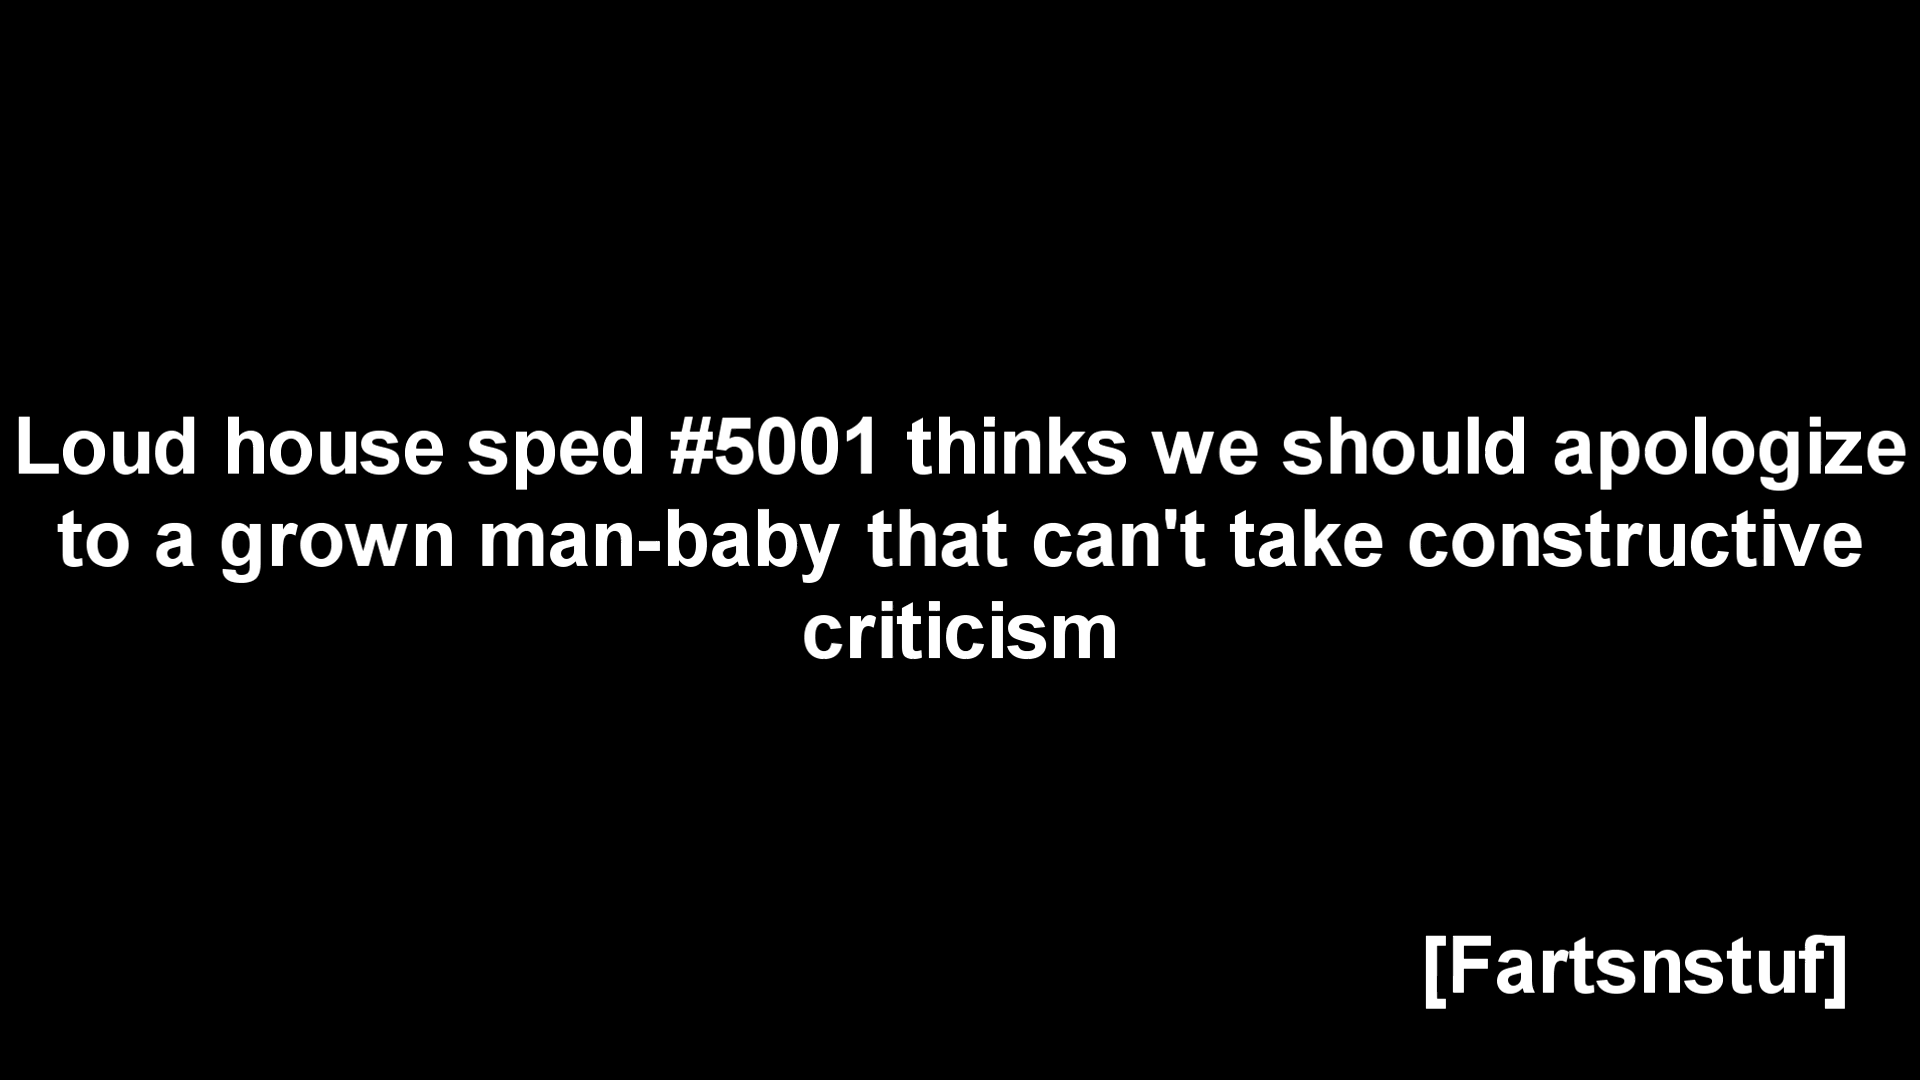 Loud house sped #5001 thinks we should apologize
to a grown man-baby that can't take constructive
criticism
[Fartsnstuf]